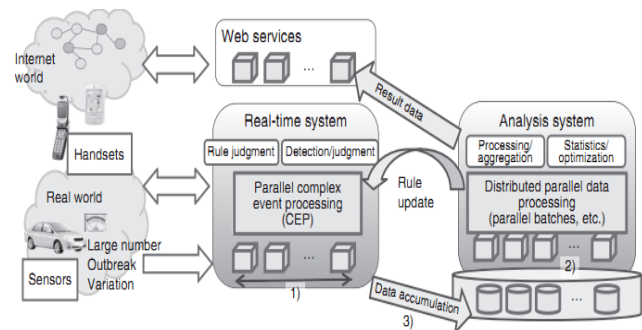 Internet
world
Handsets
Real world
Large number
Outbreak
Variation
Sensors
Web services
...
Result data
Real-time system
Rule judgment
Detection/judgment
Parallel complex
event processing
(CEP)
...
1)
Rule
update
Data accumulation
3)
Analysis system
Processing/
aggregation
Statistics/
optimization
Distributed parallel data
processing
(parallel batches, etc.)
...
2)
...